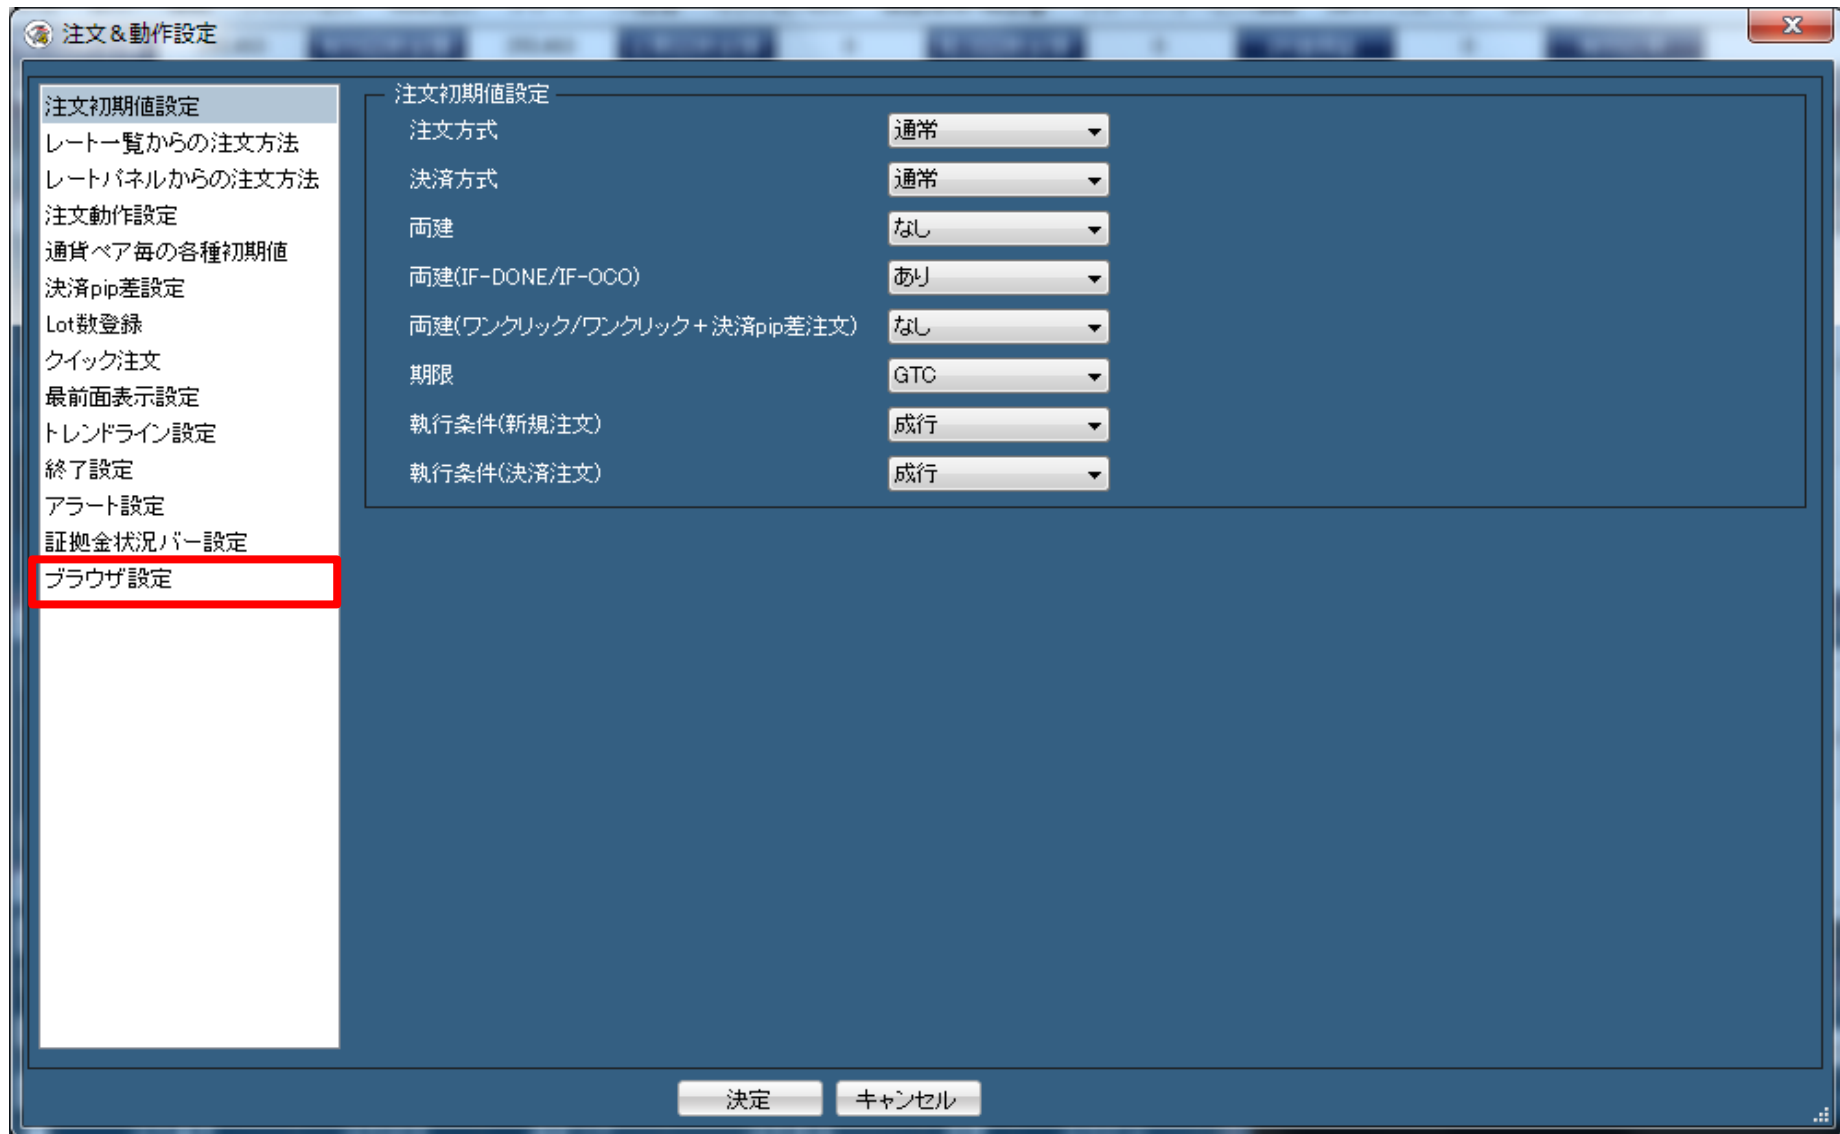 注文＆動作設定
注文初期値設定
レート一覧からの注文方法
レートパネルからの注文方法
注文動作設定
通貨ペア毎の各種初期値
決済pip差設定
Lot数登録
クイック注文
最前面表示設定
トレンドライン設定
終了設定
アラート設定
証拠金状況バー設定
ブラウザ設定
注文初期値設定
注文方式 通常
決済方式 通常
両建 なし
両建(IF-DONE/IF-OCO) あり
両建(ワンクリック/ワンクリック＋決済pip差注文) なし
期限 GTC
執行条件(新規注文) 成行
執行条件(決済注文) 成行
決定 キャンセル